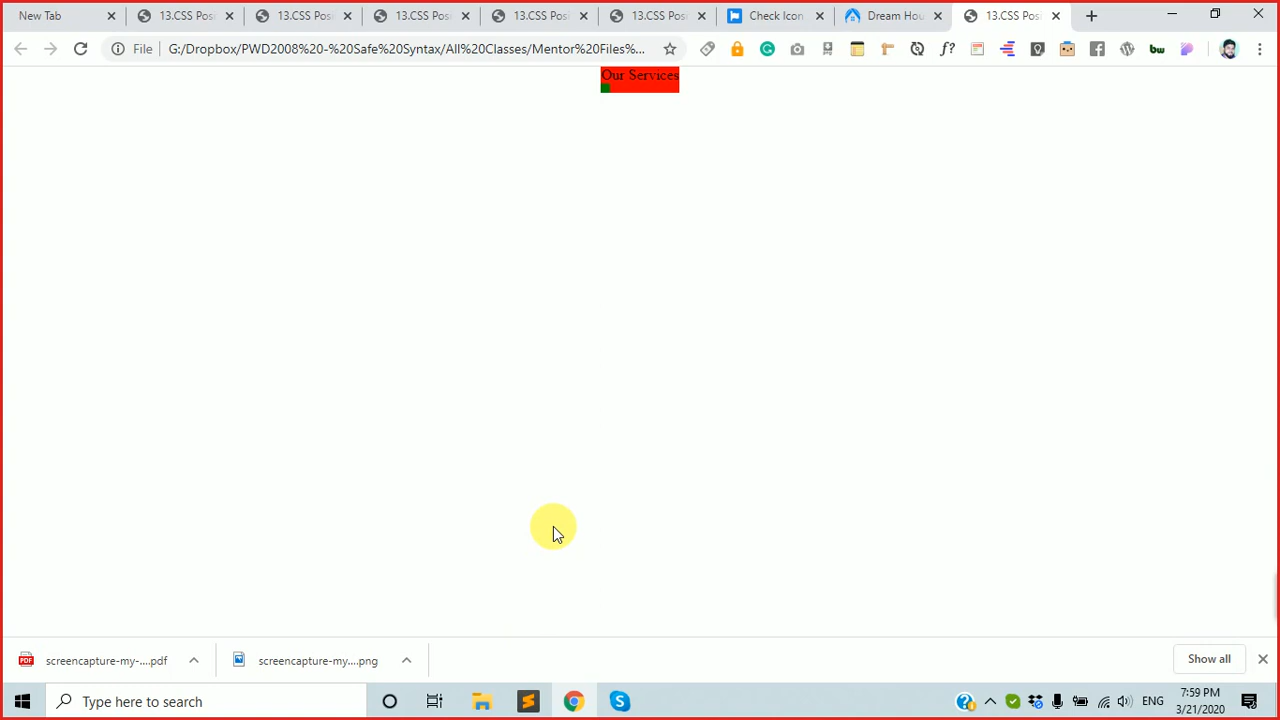 New Tab
13.CSS Pos
13.CSS Pos
13.CSS Pos
13.CSS Posi
13.CSS Pos
Check Icon
Dream Hou
13.CSS Pos
File
G:/Dropbox/PWD2008%20-%20Safe%20Syntax/All%20Classes/Mentor%20Files%...
f?
bw
Our Services
screencapture-my-....pdf
screencapture-my....png
Show all
Type here to search
ENG
7:59 PM
3/21/2020